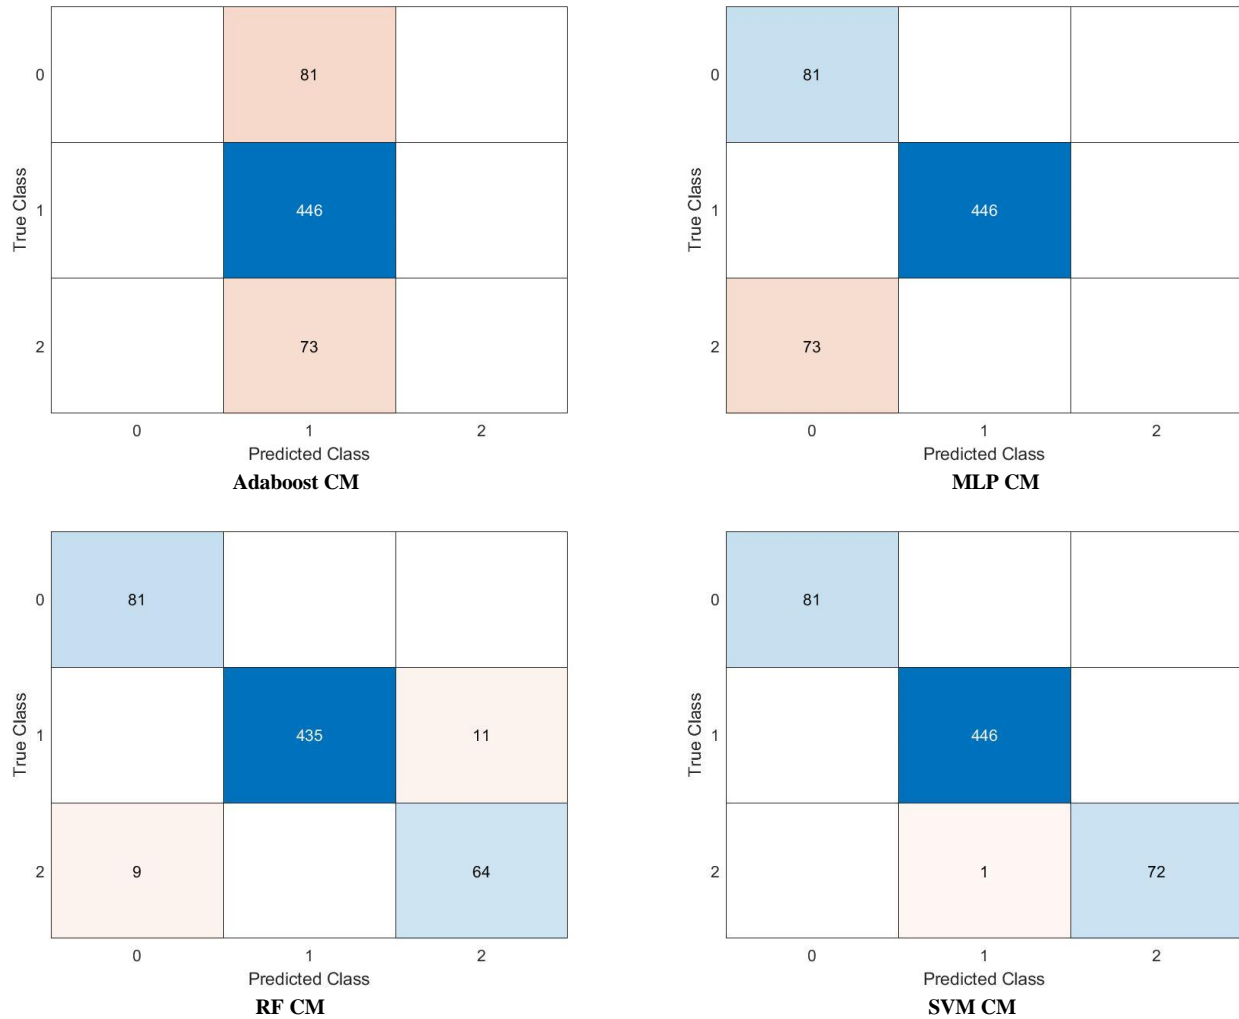 0
81
True Class
1
446
2
73
0 1 2
Predicted Class
Adaboost CM
0
81
True Class
1
446
2
73
0 1 2
Predicted Class
MLP CM
0
81
True Class
1
435 11
2
9 64
0 1 2
Predicted Class
RF CM
0
81
True Class
1
446
2
1 72
0 1 2
Predicted Class
SVM CM